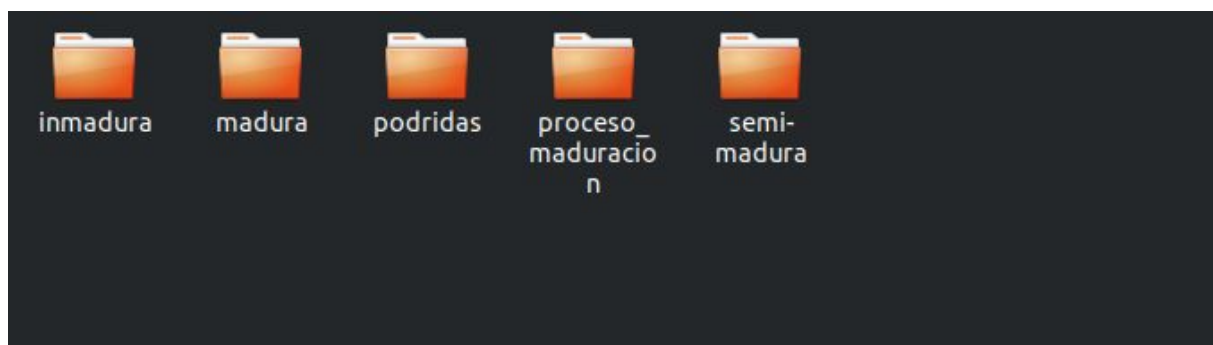 inmadura
madura
podridas
proceso_
maduracio
n
semi-
madura